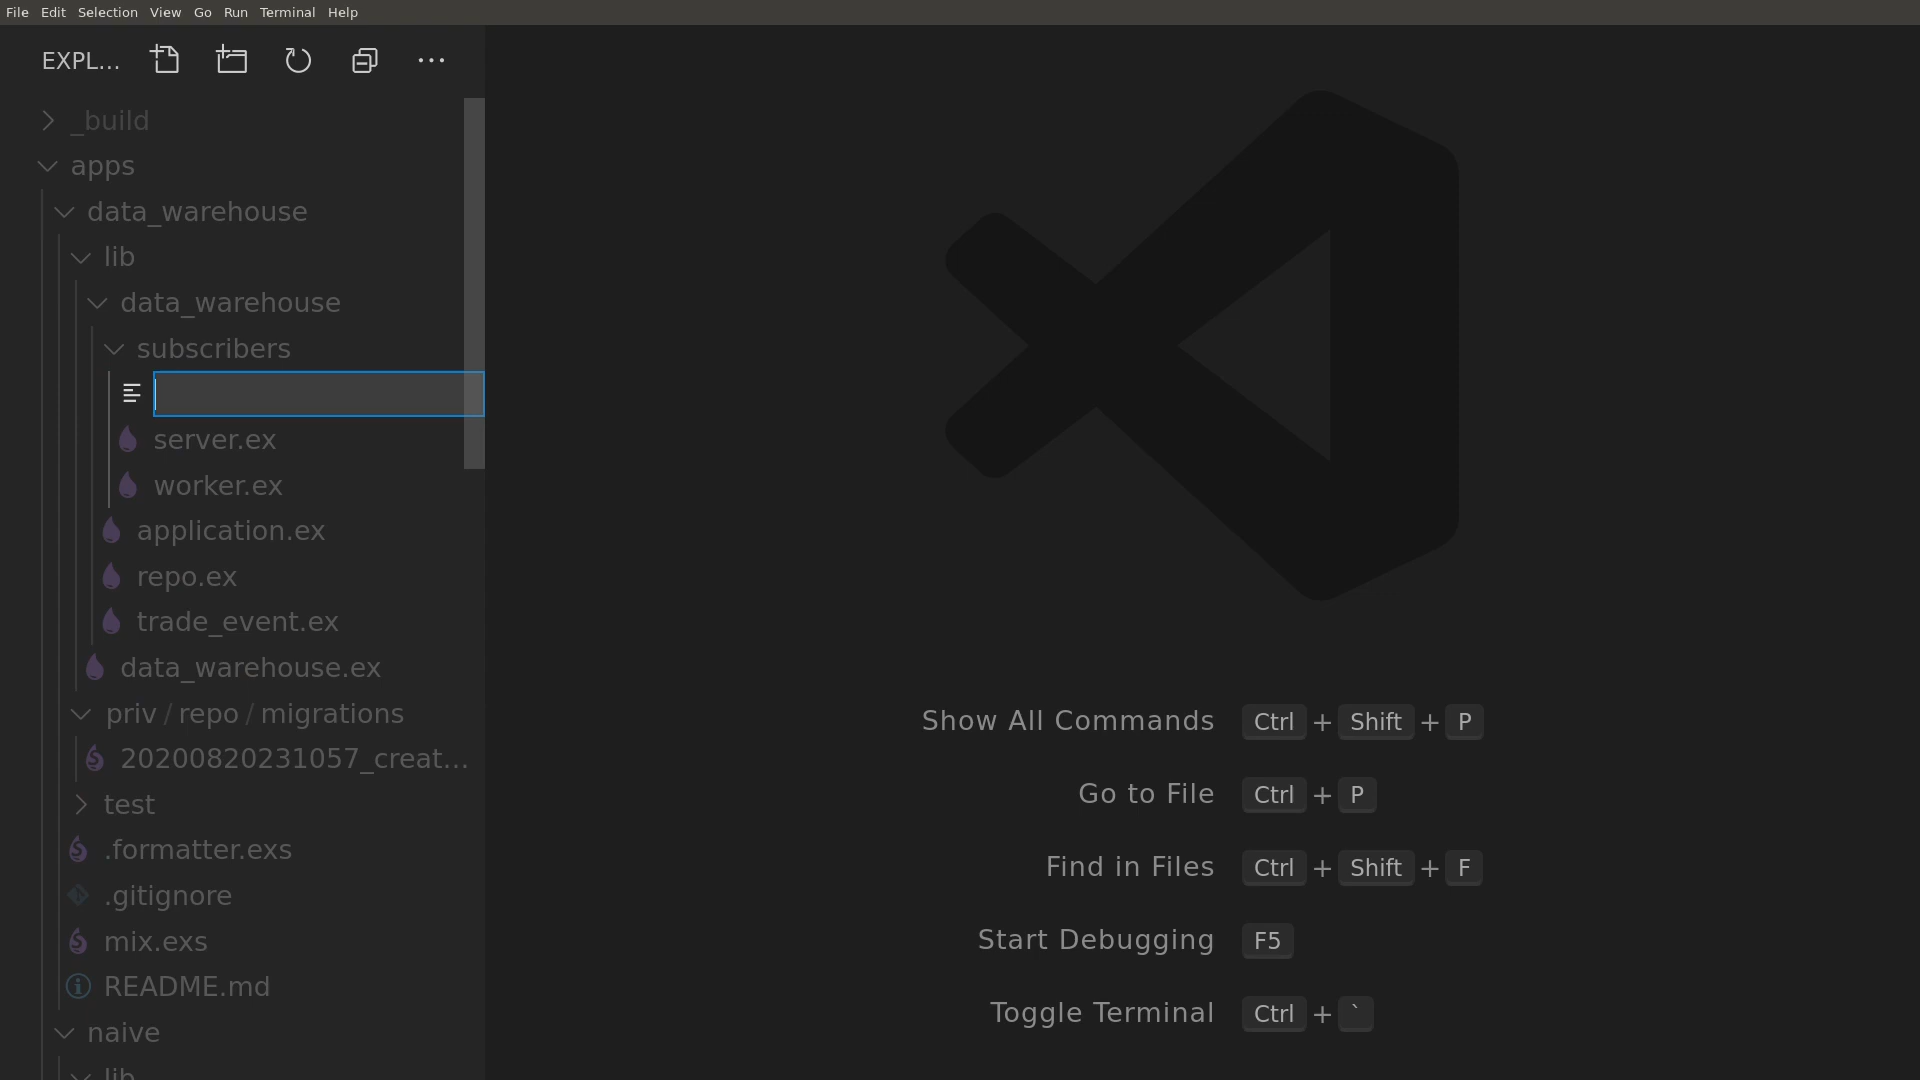 File Edit Selection View Go Run Terminal Help
EXPL...
_build
apps
data_warehouse
lib
data_warehouse
subscribers
server.ex
worker.ex
application.ex
repo.ex
trade_event.ex
data_warehouse.ex
priv / repo / migrations
20200820231057_creat...
test
.formatter.exs
.gitignore
mix.exs
README.md
naive
lib
Show All Commands Ctrl + Shift + P
Go to File Ctrl + P
Find in Files Ctrl + Shift + F
Start Debugging F5
Toggle Terminal Ctrl + `